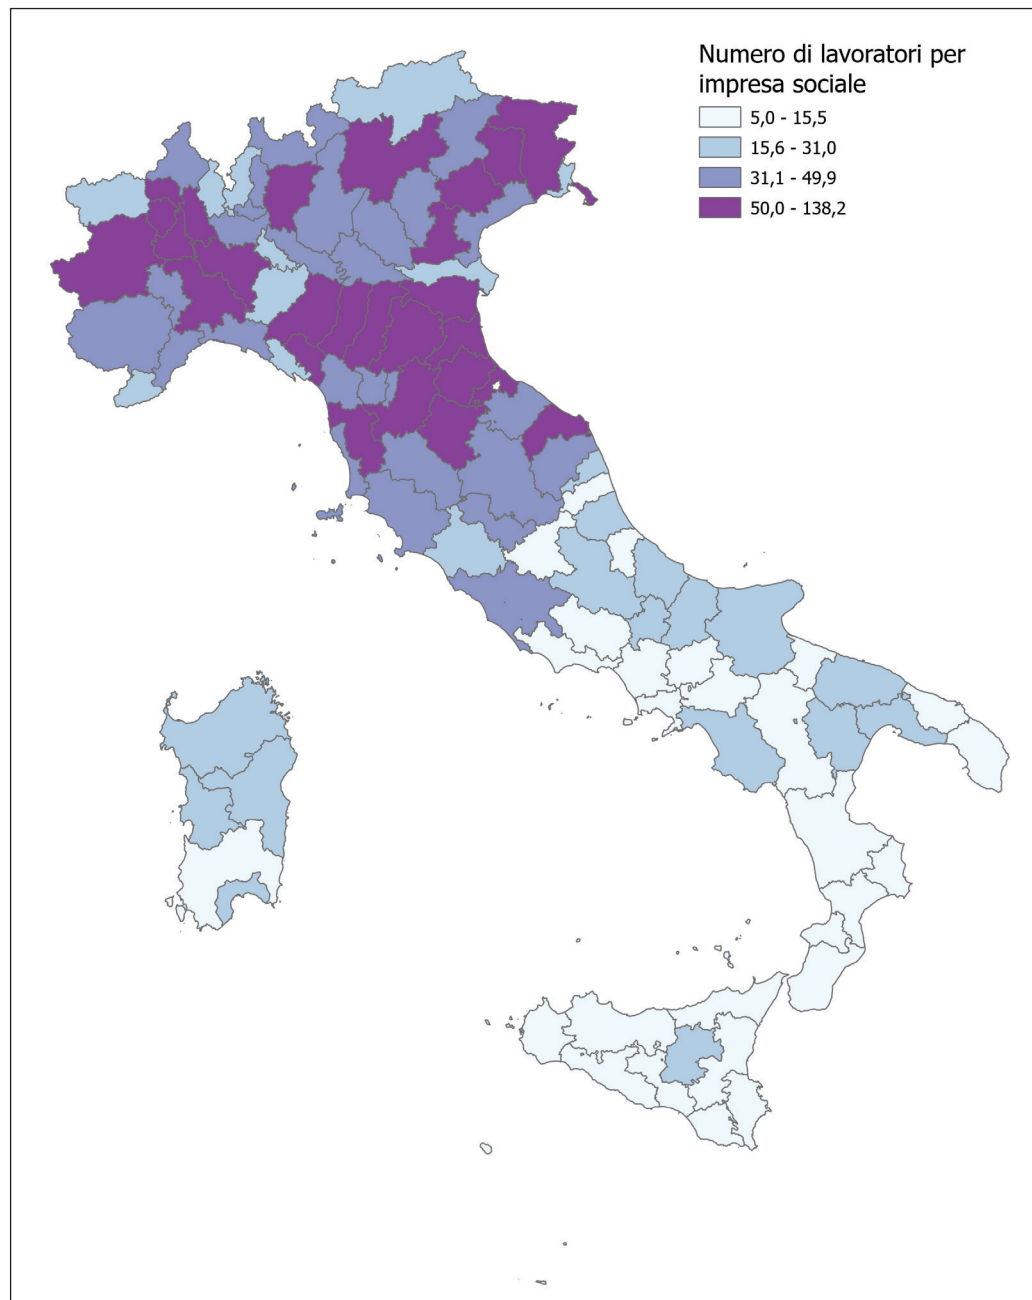 Numero di lavoratori per
impresa sociale
5,0 - 15,5
15,6 - 31,0
31,1 - 49,9
50,0 - 138,2